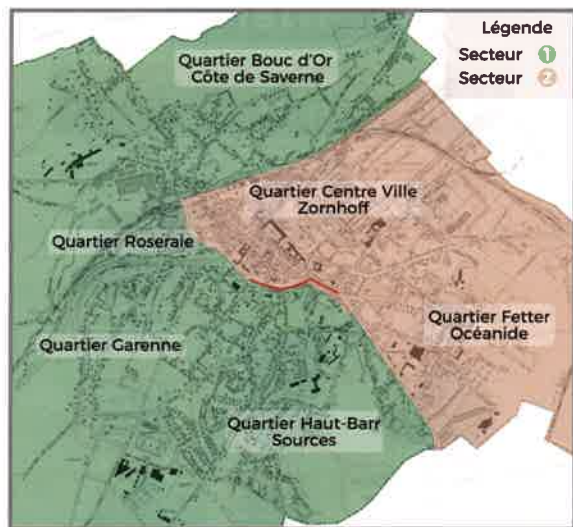 Légende
Secteur 1
Secteur 2
Quartier Bouc d'Or
Côte de Saverne
Quartier Centre Ville
Zornhoff
Quartier Roseraie
Quartier Fetter
Océanide
Quartier Garenne
Quartier Haut-Barr
Sources